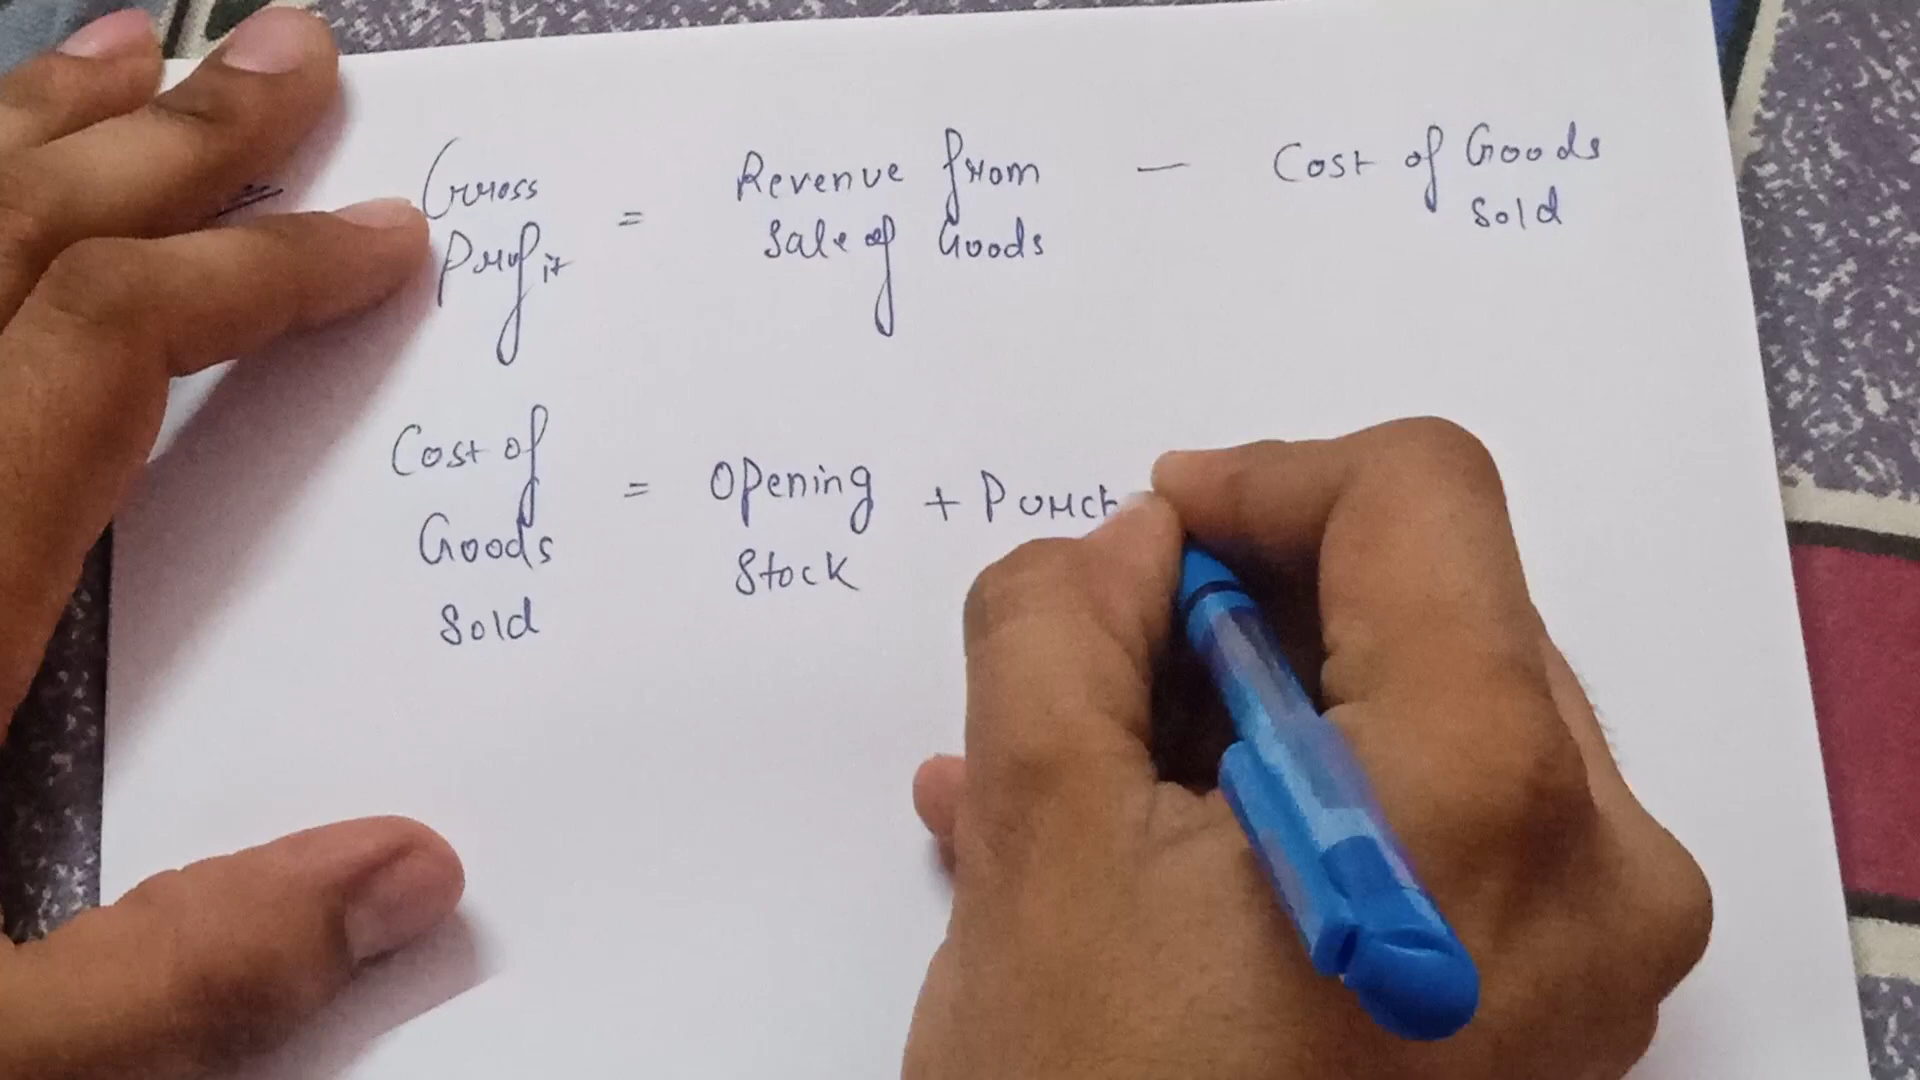 Gross Revenue from - Cost of Goods
Profit = Sale of Goods Sold
Cost of
Goods = Opening + Purch
Sold Stock